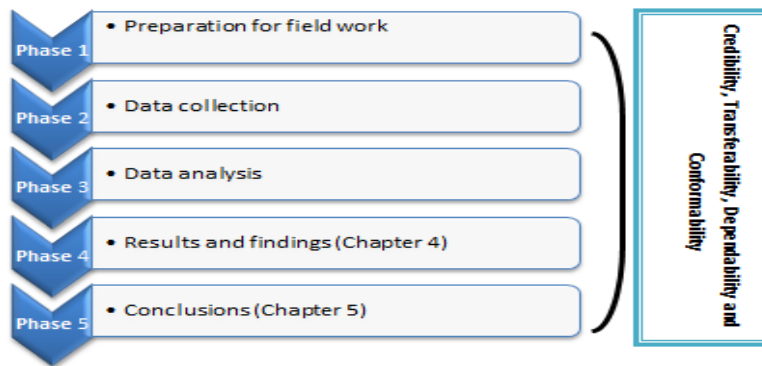 Phase 1
• Preparation for field work
Phase 2
• Data collection
Phase 3
• Data analysis
Phase 4
• Results and findings (Chapter 4)
Phase 5
• Conclusions (Chapter 5)
Credibility, Transferability, Dependability and
Conformability